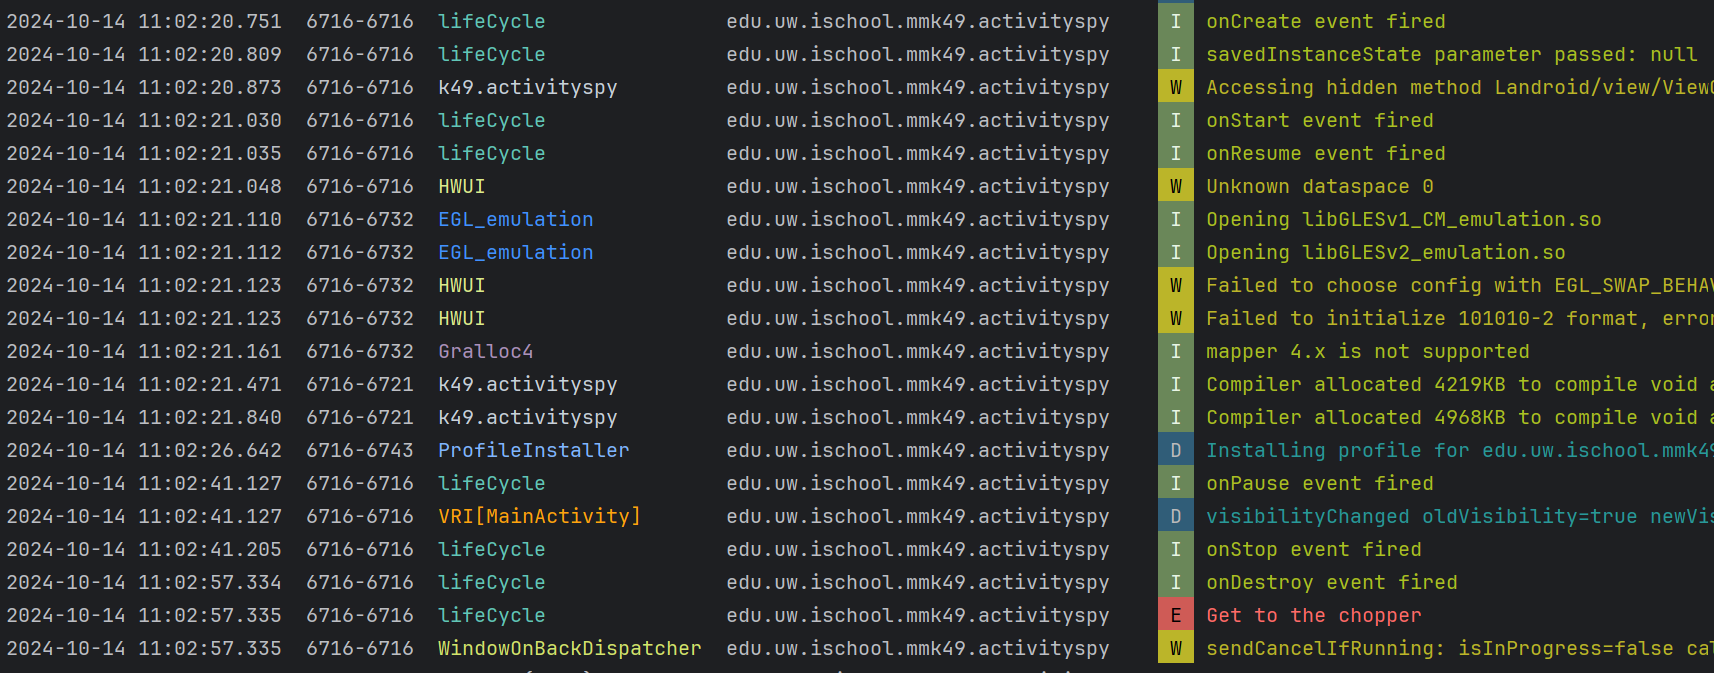 2024-10-14 11:02:20.751 6716-6716 lifeCycle edu.uw.ischool.mmk49.activityspy I onCreate event fired
2024-10-14 11:02:20.809 6716-6716 lifeCycle edu.uw.ischool.mmk49.activityspy I savedInstanceState parameter passed: null
2024-10-14 11:02:20.873 6716-6716 k49.activityspy edu.uw.ischool.mmk49.activityspy W Accessing hidden method Landroid/view/View
2024-10-14 11:02:21.030 6716-6716 lifeCycle edu.uw.ischool.mmk49.activityspy I onStart event fired
2024-10-14 11:02:21.035 6716-6716 lifeCycle edu.uw.ischool.mmk49.activityspy I onResume event fired
2024-10-14 11:02:21.048 6716-6716 HWUI edu.uw.ischool.mmk49.activityspy W Unknown dataspace 0
2024-10-14 11:02:21.110 6716-6732 EGL_emulation edu.uw.ischool.mmk49.activityspy I Opening libGLESv1_CM_emulation.so
2024-10-14 11:02:21.112 6716-6732 EGL_emulation edu.uw.ischool.mmk49.activityspy I Opening libGLESv2_emulation.so
2024-10-14 11:02:21.123 6716-6732 HWUI edu.uw.ischool.mmk49.activityspy W Failed to choose config with EGL_SWAP_BEHAV
2024-10-14 11:02:21.123 6716-6732 HWUI edu.uw.ischool.mmk49.activityspy W Failed to initialize 101010-2 format, error
2024-10-14 11:02:21.161 6716-6732 Gralloc4 edu.uw.ischool.mmk49.activityspy I mapper 4.x is not supported
2024-10-14 11:02:21.471 6716-6721 k49.activityspy edu.uw.ischool.mmk49.activityspy I Compiler allocated 4219KB to compile void a
2024-10-14 11:02:21.840 6716-6721 k49.activityspy edu.uw.ischool.mmk49.activityspy I Compiler allocated 4968KB to compile void a
2024-10-14 11:02:26.642 6716-6743 ProfileInstaller edu.uw.ischool.mmk49.activityspy D Installing profile for edu.uw.ischool.mmk49
2024-10-14 11:02:41.127 6716-6716 lifeCycle edu.uw.ischool.mmk49.activityspy I onPause event fired
2024-10-14 11:02:41.127 6716-6716 VRI[MainActivity] edu.uw.ischool.mmk49.activityspy D visibilityChanged oldVisibility=true newVis
2024-10-14 11:02:41.205 6716-6716 lifeCycle edu.uw.ischool.mmk49.activityspy I onStop event fired
2024-10-14 11:02:57.334 6716-6716 lifeCycle edu.uw.ischool.mmk49.activityspy I onDestroy event fired
2024-10-14 11:02:57.335 6716-6716 lifeCycle edu.uw.ischool.mmk49.activityspy E Get to the chopper
2024-10-14 11:02:57.335 6716-6716 WindowOnBackDispatcher edu.uw.ischool.mmk49.activityspy W sendCancelIfRunning: isInProgress=false cal